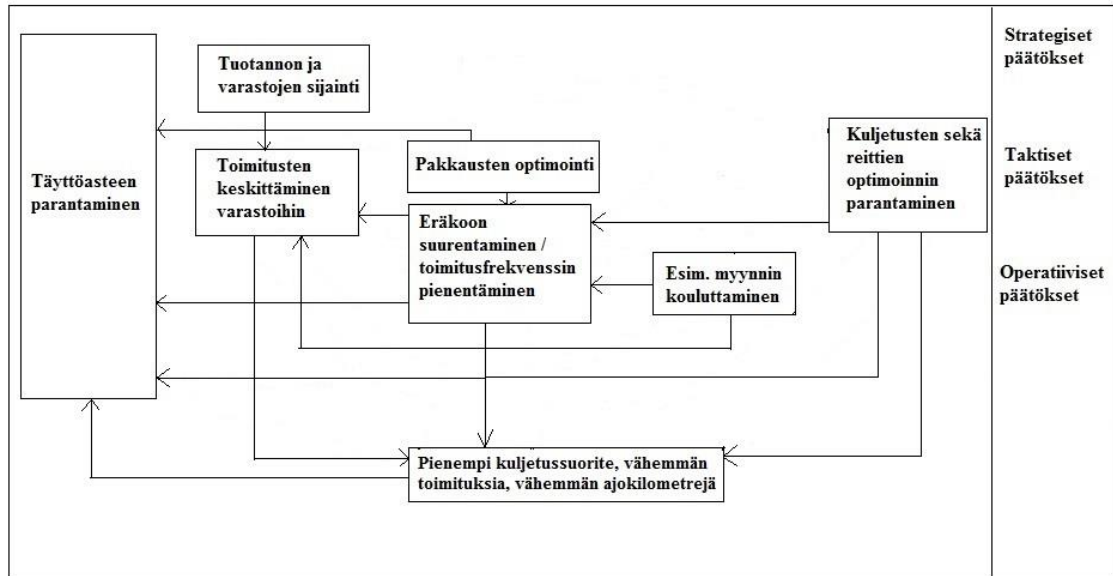 Strategiset
päätökset
Tuotannon ja
varastojen sijainti
Täyttöasteen
parantaminen
Toimitusten
keskittäminen
varastoihin
Pakkausten optimointi
Kuljetusten sekä
reittien
optimoinnin
parantaminen
Taktiset
päätökset
Eräkoon
suurentaminen /
toimitusfrekvenssin
pienentäminen
Esim. myynnin
kouluttaminen
Operatiiviset
päätökset
Pienempi kuljetussuorite, vähemmän
toimituksia, vähemmän ajokilometrejä